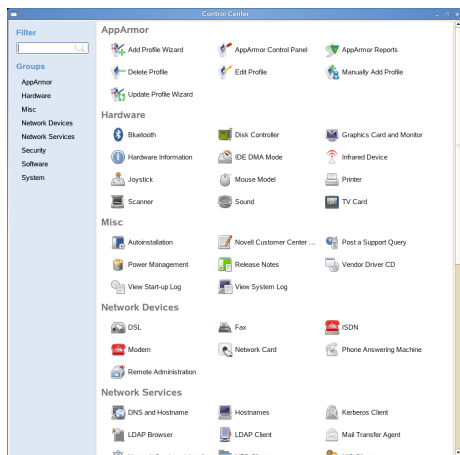 Control Center
Filter
Groups
AppArmor
Hardware
Misc
Network Devices
Network Services
Security
Software
System
AppArmor
Add Profile Wizard
AppArmor Control Panel
AppArmor Reports
Delete Profile
Edit Profile
Manually Add Profile
Update Profile Wizard
Hardware
Bluetooth
Disk Controller
Graphics Card and Monitor
Hardware Information
IDE DMA Mode
Infrared Device
Joystick
Mouse Model
Printer
Scanner
Sound
TV Card
Misc
Autoinstallation
Novell Customer Center ...
Post a Support Query
Power Management
Release Notes
Vendor Driver CD
View Start-up Log
View System Log
Network Devices
DSL
Fax
ISDN
Modem
Network Card
Phone Answering Machine
Remote Administration
Network Services
DNS and Hostname
Hostnames
Kerberos Client
LDAP Browser
LDAP Client
Mail Transfer Agent